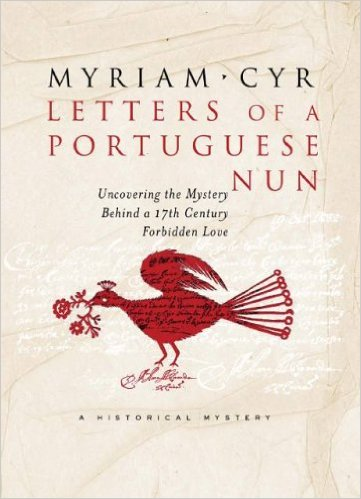 MYRIAM · CYR
LETTERS OF A
PORTUGUESE
NUN
Uncovering the Mystery
Behind a 17th Century
Forbidden Love
A HISTORICAL MYSTERY